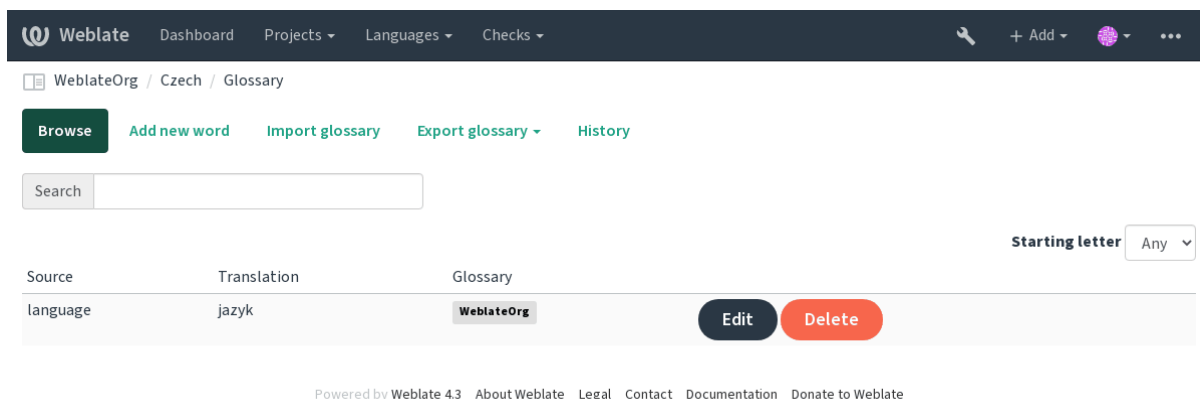 Weblate Dashboard Projects Languages Checks + Add
WeblateOrg / Czech / Glossary
Browse Add new word Import glossary Export glossary History
Search
Starting letter Any
Source Translation Glossary
language jazyk WeblateOrg Edit Delete
Powered by Weblate 4.3 About Weblate Legal Contact Documentation Donate to Weblate